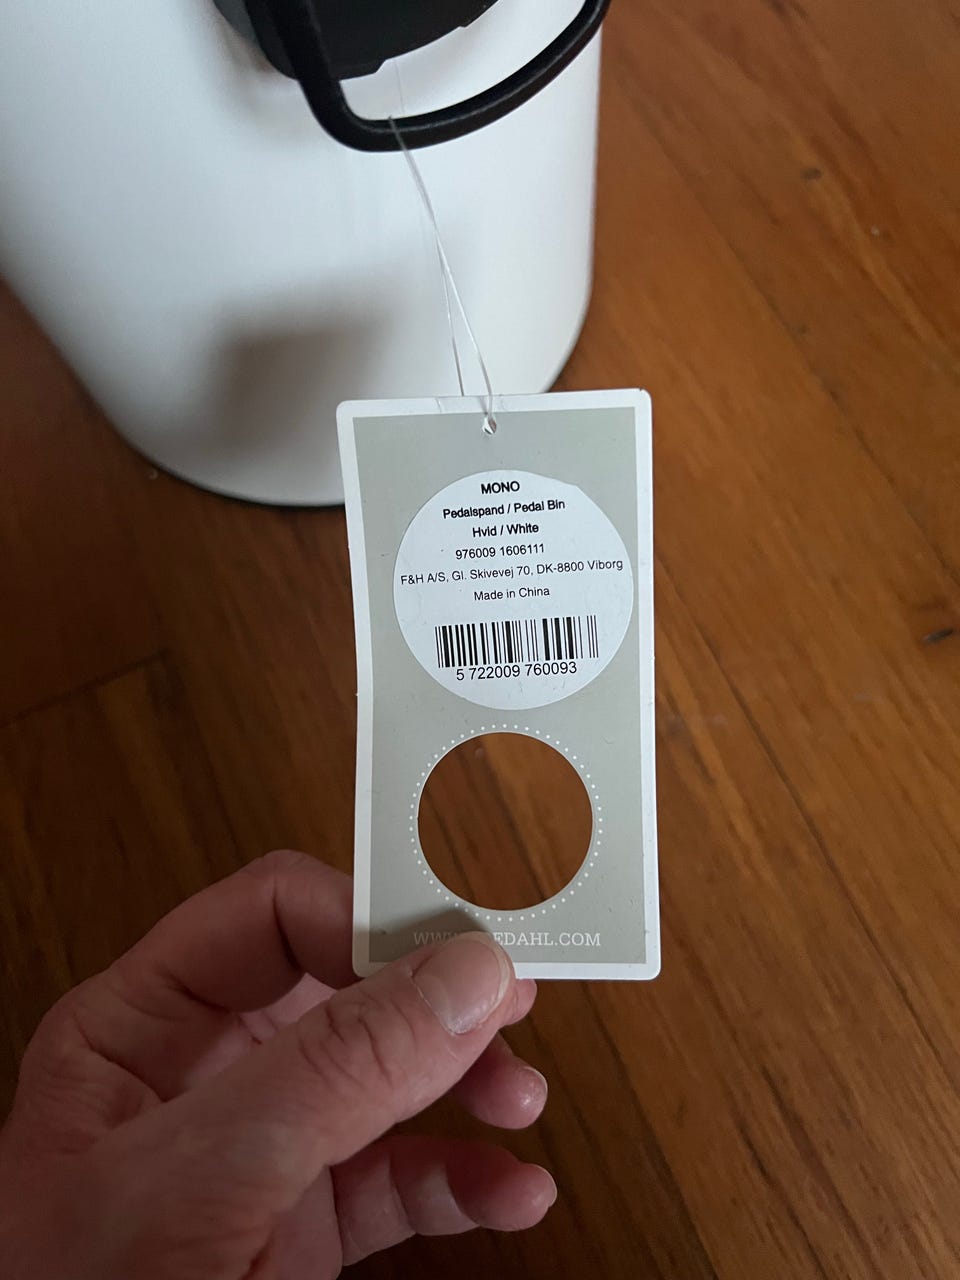 MONO
Pedalspand / Pedal Bin
Hvid / White
976009 1606111
F&H A/S, Gl. Skivevej 70, DK-8800 Viborg
Made in China
5 722009 760093